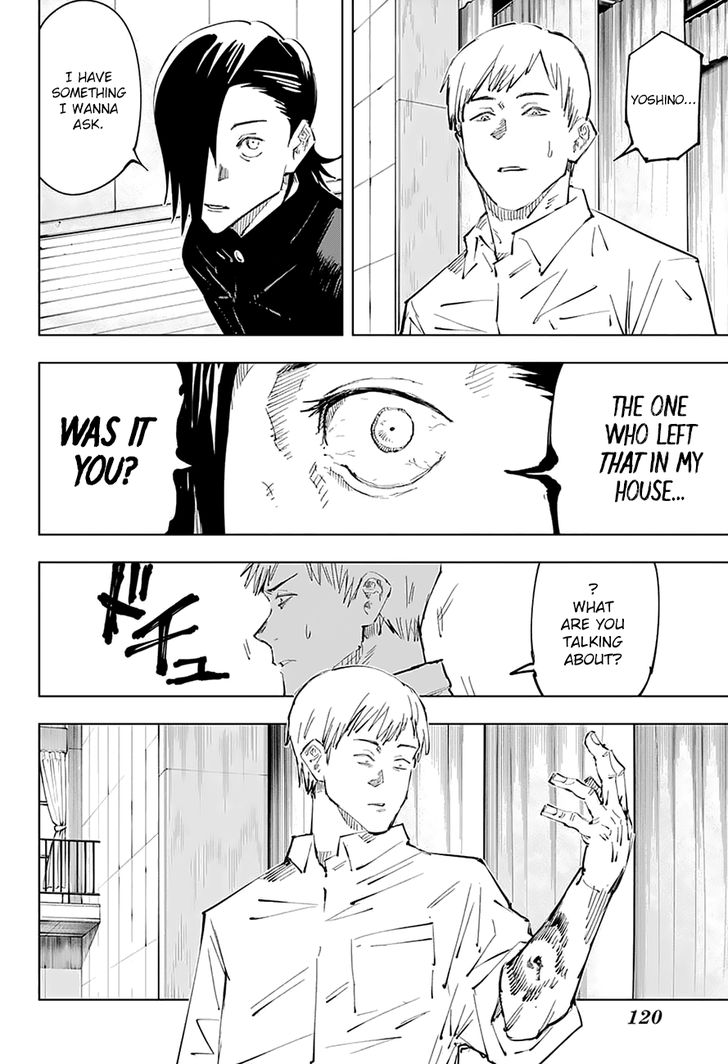 YOSHINO...
I HAVE
SOMETHING
I WANNA
ASK.
THE ONE
WHO LEFT
THAT IN MY
HOUSE...
WAS IT
YOU?
?
WHAT
ARE YOU
TALKING
ABOUT?
ドチュ
120